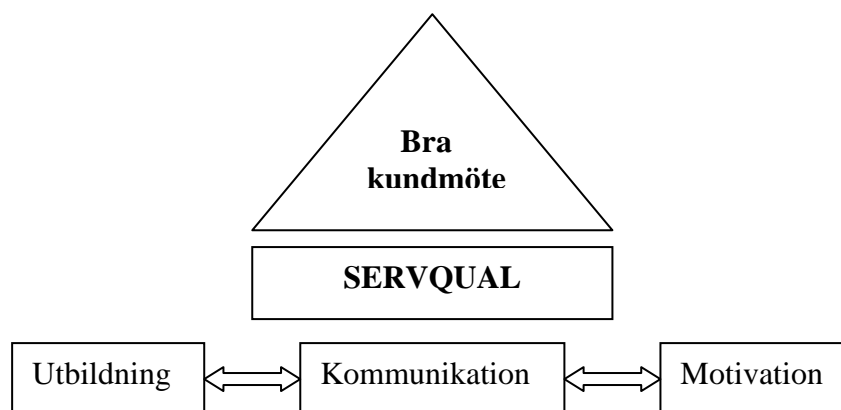 Bra
kundmöte
SERVQUAL
Utbildning
Kommunikation
Motivation